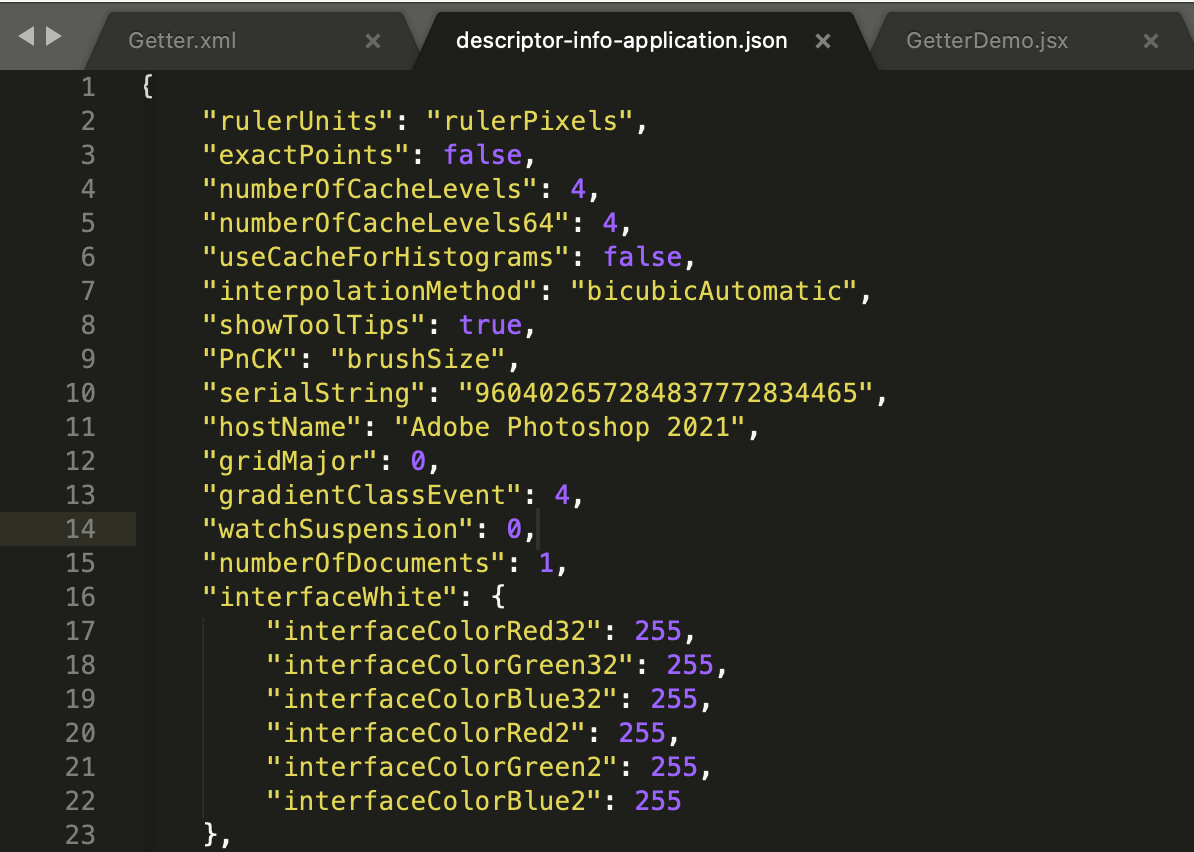 Getter.xml × descriptor-info-application.json × GetterDemo.jsx ×
1 {
2 "rulerUnits": "rulerPixels",
3 "exactPoints": false,
4 "numberOfCacheLevels": 4,
5 "numberOfCacheLevels64": 4,
6 "useCacheForHistograms": false,
7 "interpolationMethod": "bicubicAutomatic",
8 "showToolTips": true,
9 "PnCK": "brushSize",
10 "serialString": "960402657284837772834465",
11 "hostName": "Adobe Photoshop 2021",
12 "gridMajor": 0,
13 "gradientClassEvent": 4,
14 "watchSuspension": 0,
15 "numberOfDocuments": 1,
16 "interfaceWhite": {
17 "interfaceColorRed32": 255,
18 "interfaceColorGreen32": 255,
19 "interfaceColorBlue32": 255,
20 "interfaceColorRed2": 255,
21 "interfaceColorGreen2": 255,
22 "interfaceColorBlue2": 255
23 },